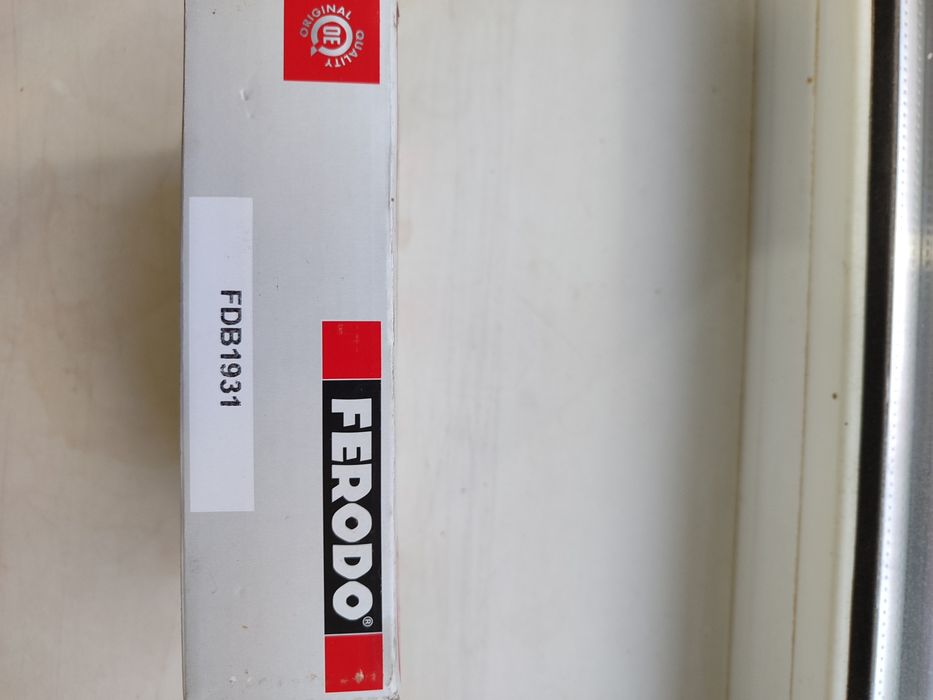 ORIGINAL QUALITY
OE
FDB1931
FERODO®